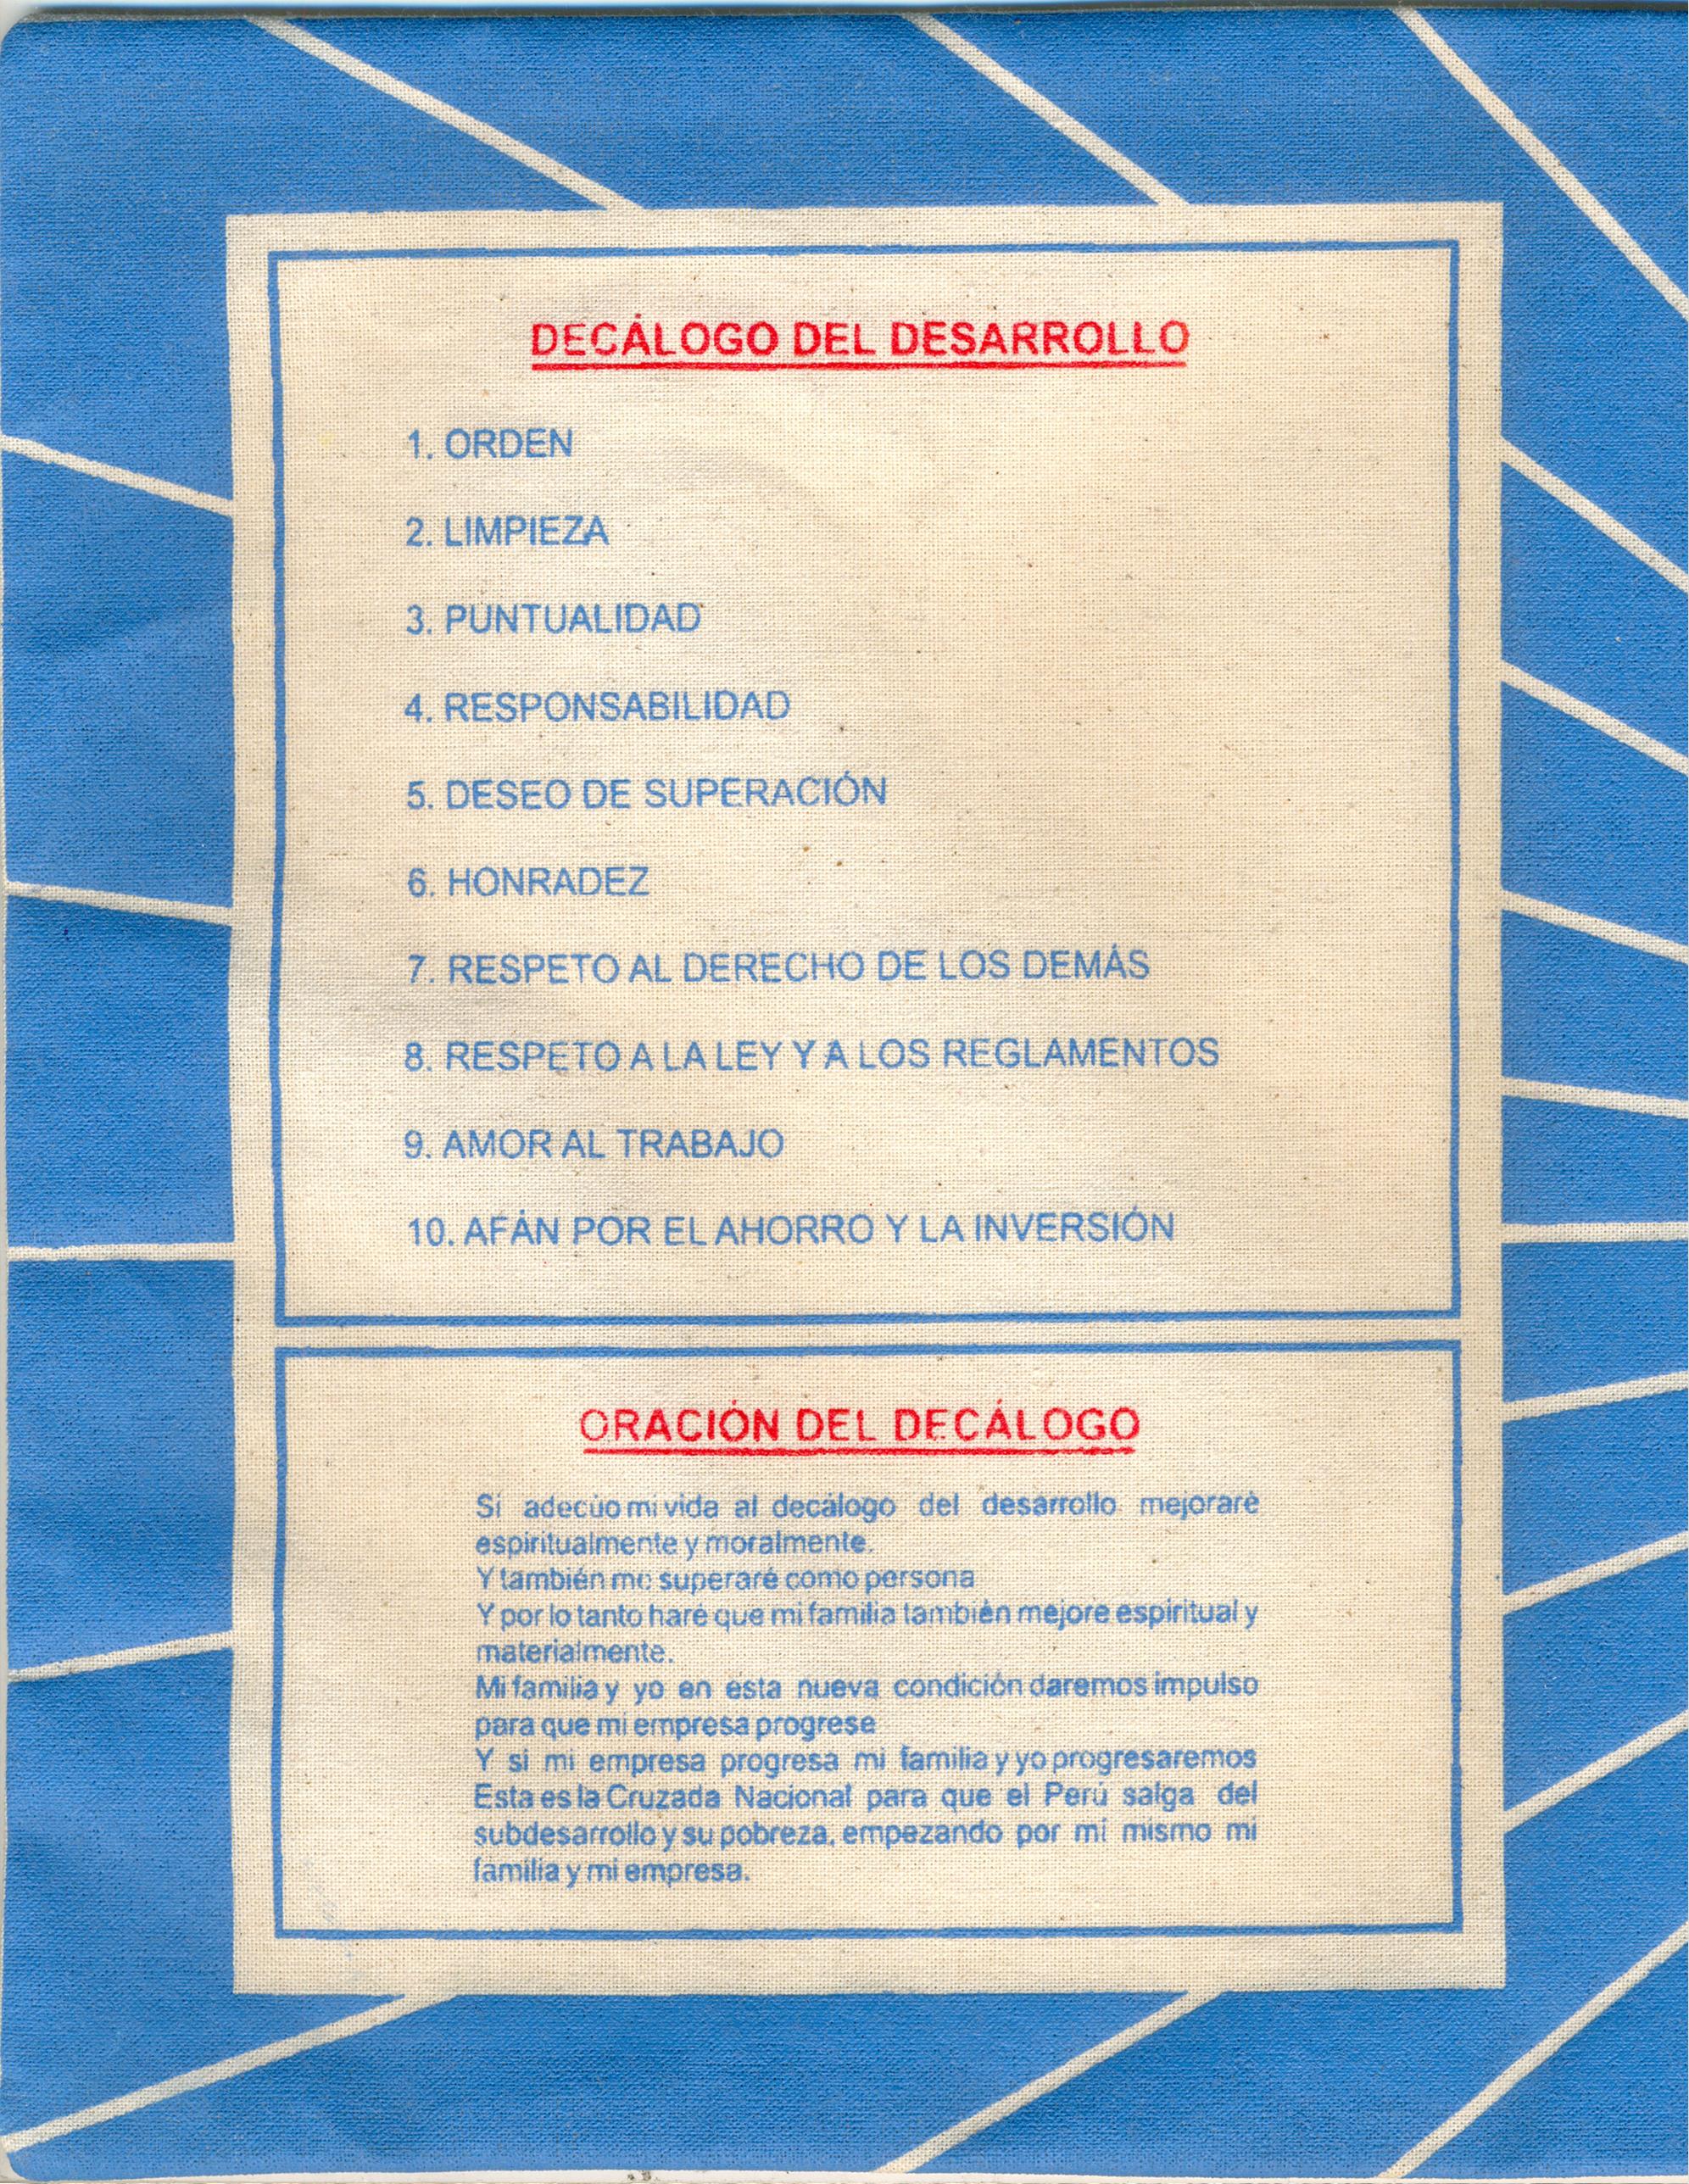 DECÁLOGO DEL DESARROLLO
1. ORDEN
2. LIMPIEZA
3. PUNTUALIDAD
4. RESPONSABILIDAD
5. DESEO DE SUPERACIÓN
6. HONRADEZ
7. RESPETO AL DERECHO DE LOS DEMÁS
8. RESPETO A LA LEY Y A LOS REGLAMENTOS
9. AMOR AL TRABAJO
10. AFÁN POR EL AHORRO Y LA INVERSIÓN
ORACIÓN DEL DECÁLOGO
Si adecúo mi vida al decálogo del desarrollo mejoraré
espiritualmente y moralmente.
Y también me superaré como persona
Y por lo tanto haré que mi familia también mejore espiritual y
materialmente.
Mi familia y yo en esta nueva condición daremos impulso
para que mi empresa progrese
Y si mi empresa progresa mi familia y yo progresaremos
Esta es la Cruzada Nacional para que el Perú salga del
subdesarrollo y su pobreza, empezando por mí mismo mi
familia y mi empresa.